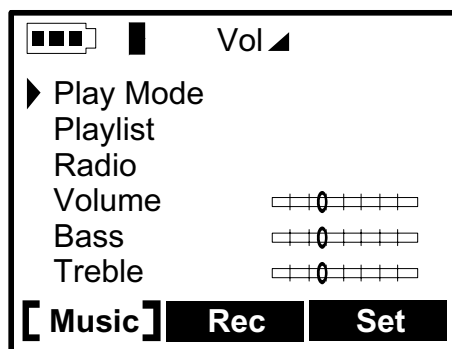 Vol
Play Mode
Playlist
Radio
Volume
Bass
Treble
[Music] Rec Set